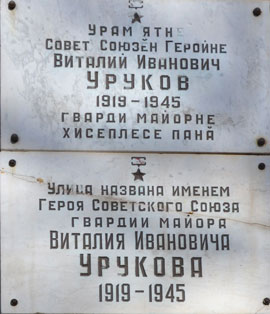 Урам ятне
Совет Союзĕн Геройне
Виталий Иванович
Уруков
1919-1945
гварди майорне
хисеплесе панă
Улица названа именем
Героя Советского Союза
гвардии майора
Виталия Ивановича
Урукова
1919-1945